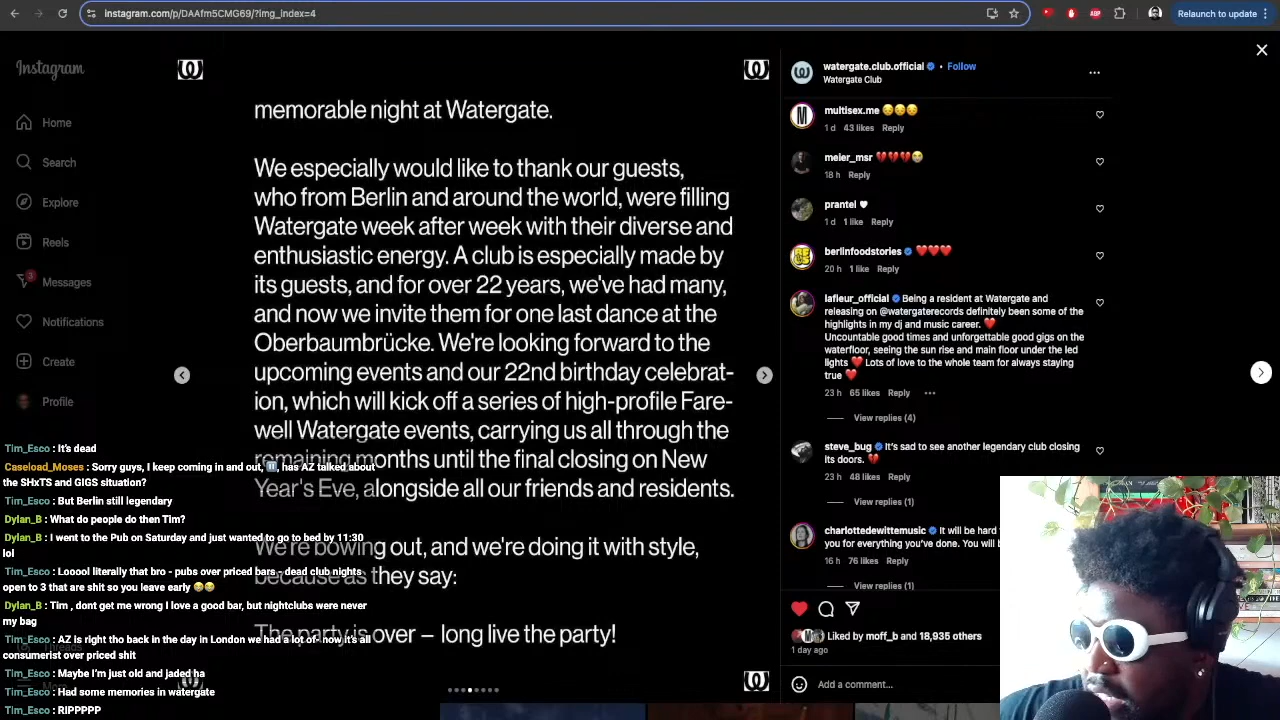 instagram.com/p/DAAfm5CMG69/?img_index=4
ABP
Relaunch to update
Instagram
Home
Search
Explore
Reels
3
Messages
Notifications
Create
Profile
Threads
memorable night at Watergate.
We especially would like to thank our guests,
who from Berlin and around the world, were filling
Watergate week after week with their diverse and
enthusiastic energy. A club is especially made by
its guests, and for over 22 years, we've had many,
and now we invite them for one last dance at the
Oberbaumbrücke. We're looking forward to the
upcoming events and our 22nd birthday celebrat-
ion, which will kick off a series of high-profile Fare-
well Watergate events, carrying us all through the
remaining months until the final closing on New
Year's Eve, alongside all our friends and residents.
We're bowing out, and we're doing it with style,
because as they say:
The party is over – long live the party!
Tim_Esco : It's dead
Caseload_Moses : Sorry guys, I keep coming in and out, ⏸️, has AZ talked about
the SHxTS and GIGS situation?
Tim_Esco : But Berlin still legendary
Dylan_B : What do people do then Tim?
Dylan_B : I went to the Pub on Saturday and just wanted to go to bed by 11:30
lol
Tim_Esco : Looool literally that bro - pubs over priced bars - dead club nights
open to 3 that are shit so you leave early 😂😂
Dylan_B : Tim , dont get me wrong I love a good bar, but nightclubs were never
my bag
Tim_Esco : AZ is right tho back in the day in London we had a lot of- now it's all
consumerist over priced shit
Tim_Esco : Maybe I'm just old and jaded ha
Tim_Esco : Had some memories in watergate
Tim_Esco : RIPPPPP
watergate.club.official • Follow
Watergate Club
multisex.me 😔😔😔
1 d 43 likes Reply
meier_msr 💔💔💔😭
18 h Reply
prantel 🤍
1 d 1 like Reply
berlinfoodstories ❤️❤️❤️
20 h 1 like Reply
lafleur_official Being a resident at Watergate and
releasing on @watergaterecords definitely been some of the
highlights in my dj and music career. ❤️
Uncountable good times and unforgettable good gigs on the
waterfloor, seeing the sun rise and main floor under the led
lights ❤️ Lots of love to the whole team for always staying
true ❤️
23 h 65 likes Reply •••
View replies (4)
steve_bug It's sad to see another legendary club closing
its doors. 💔
23 h 48 likes Reply
View replies (1)
charlottedewittemusic It will be hard
you for everything you've done. You will b
16 h 76 likes Reply
View replies (1)
Liked by moff_b and 18,935 others
1 day ago
Add a comment...